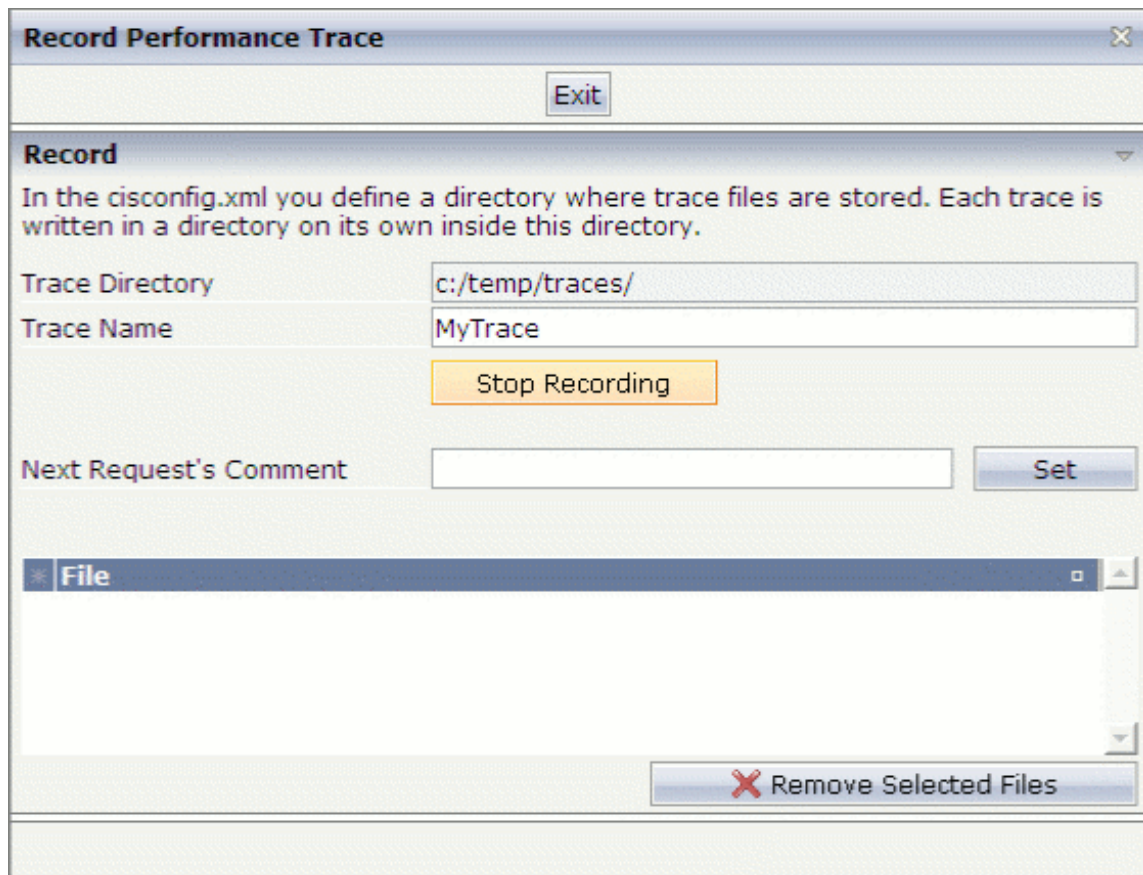 Record Performance Trace
Exit
Record
In the cisconfig.xml you define a directory where trace files are stored. Each trace is
written in a directory on its own inside this directory.
Trace Directory
c:/temp/traces/
Trace Name
MyTrace
Stop Recording
Next Request's Comment
Set
File
Remove Selected Files